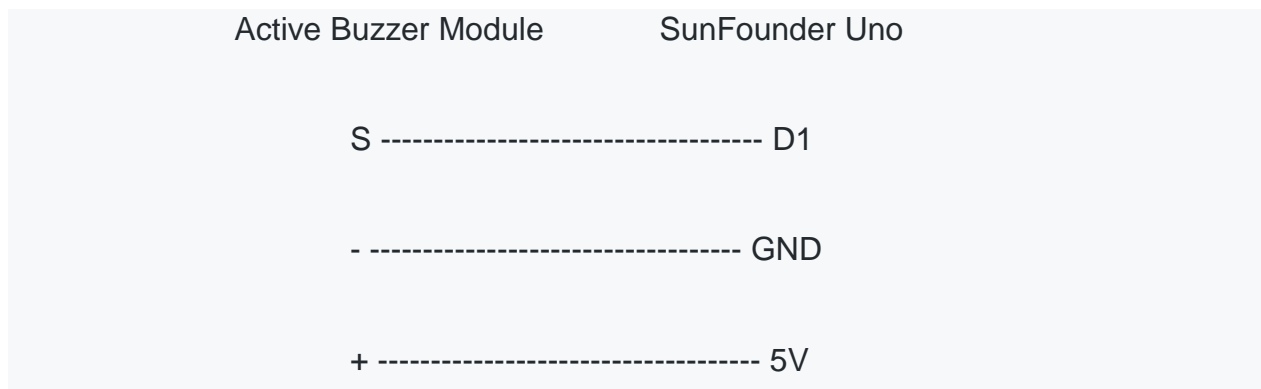 Active Buzzer Module SunFounder Uno
S ------------------------------------ D1
- ----------------------------------- GND
+ ------------------------------------ 5V